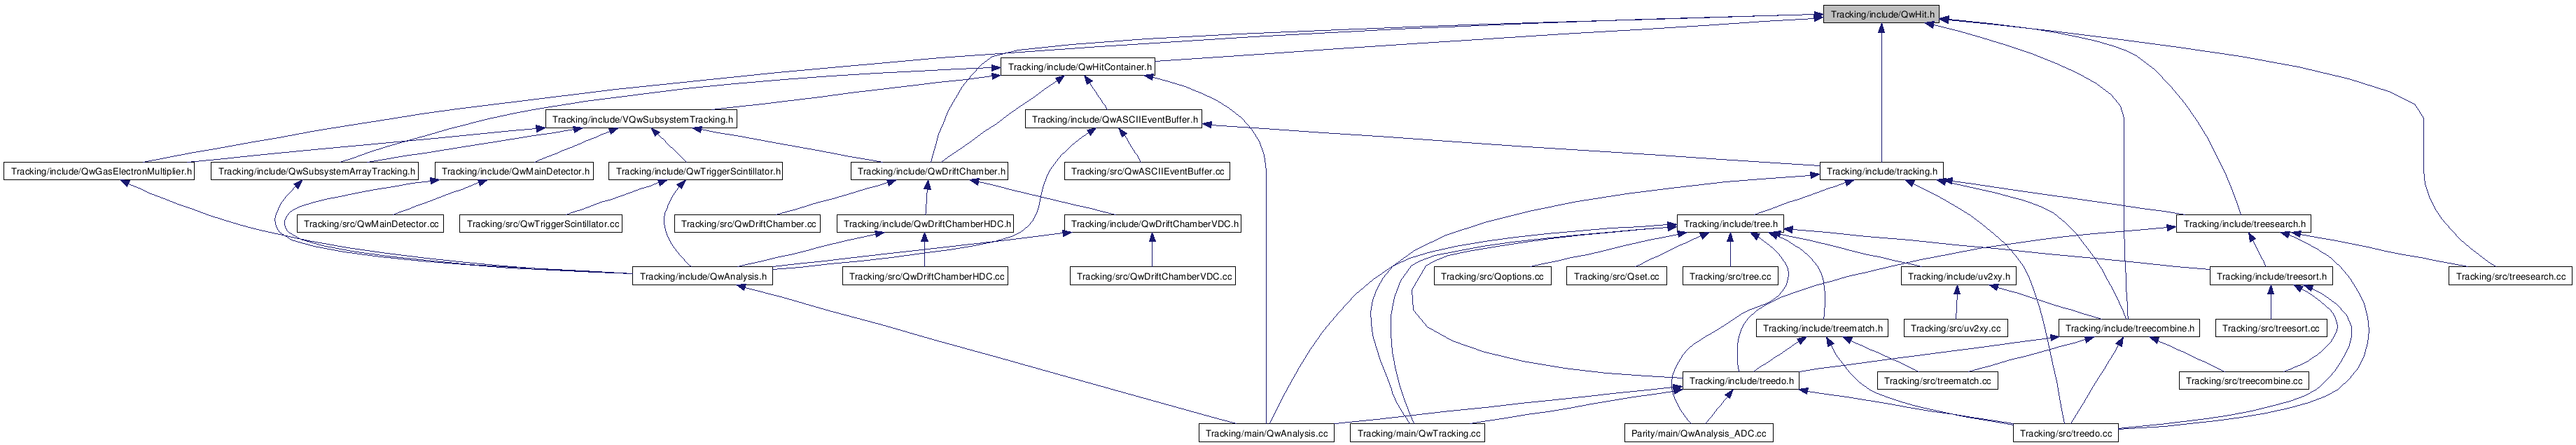 Tracking/include/QwHit.h
Tracking/include/QwHitContainer.h
Tracking/include/VQwSubsystemTracking.h
Tracking/include/QwASCIIEventBuffer.h
Tracking/include/QwGasElectronMultiplier.h
Tracking/include/QwSubsystemArrayTracking.h
Tracking/include/QwMainDetector.h
Tracking/include/QwTriggerScintillator.h
Tracking/include/QwDriftChamber.h
Tracking/src/QwASCIIEventBuffer.cc
Tracking/include/tracking.h
Tracking/src/QwMainDetector.cc
Tracking/src/QwTriggerScintillator.cc
Tracking/src/QwDriftChamber.cc
Tracking/include/QwDriftChamberHDC.h
Tracking/include/QwDriftChamberVDC.h
Tracking/include/tree.h
Tracking/include/treesearch.h
Tracking/include/QwAnalysis.h
Tracking/src/QwDriftChamberHDC.cc
Tracking/src/QwDriftChamberVDC.cc
Tracking/src/Qoptions.cc
Tracking/src/Qset.cc
Tracking/src/tree.cc
Tracking/include/uv2xy.h
Tracking/include/treesort.h
Tracking/src/treesearch.cc
Tracking/include/treematch.h
Tracking/src/uv2xy.cc
Tracking/include/treecombine.h
Tracking/src/treesort.cc
Tracking/include/treedo.h
Tracking/src/treematch.cc
Tracking/src/treecombine.cc
Tracking/main/QwAnalysis.cc
Tracking/main/QwTracking.cc
Parity/main/QwAnalysis_ADC.cc
Tracking/src/treedo.cc